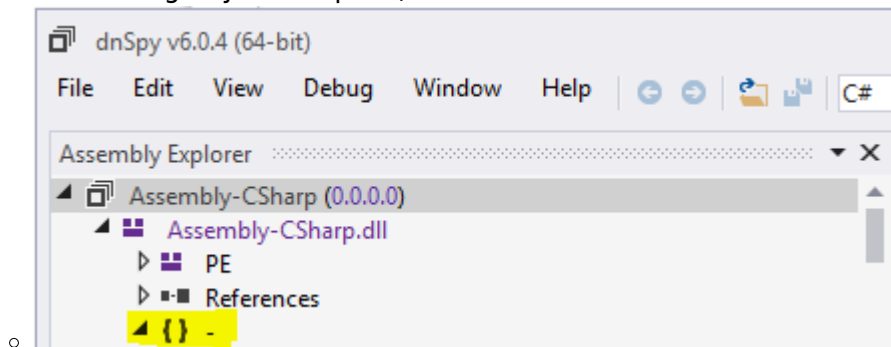 dnSpy v6.0.4 (64-bit)
File Edit View Debug Window Help C#
Assembly Explorer
Assembly-CSharp (0.0.0.0)
Assembly-CSharp.dll
PE
References
{ } -